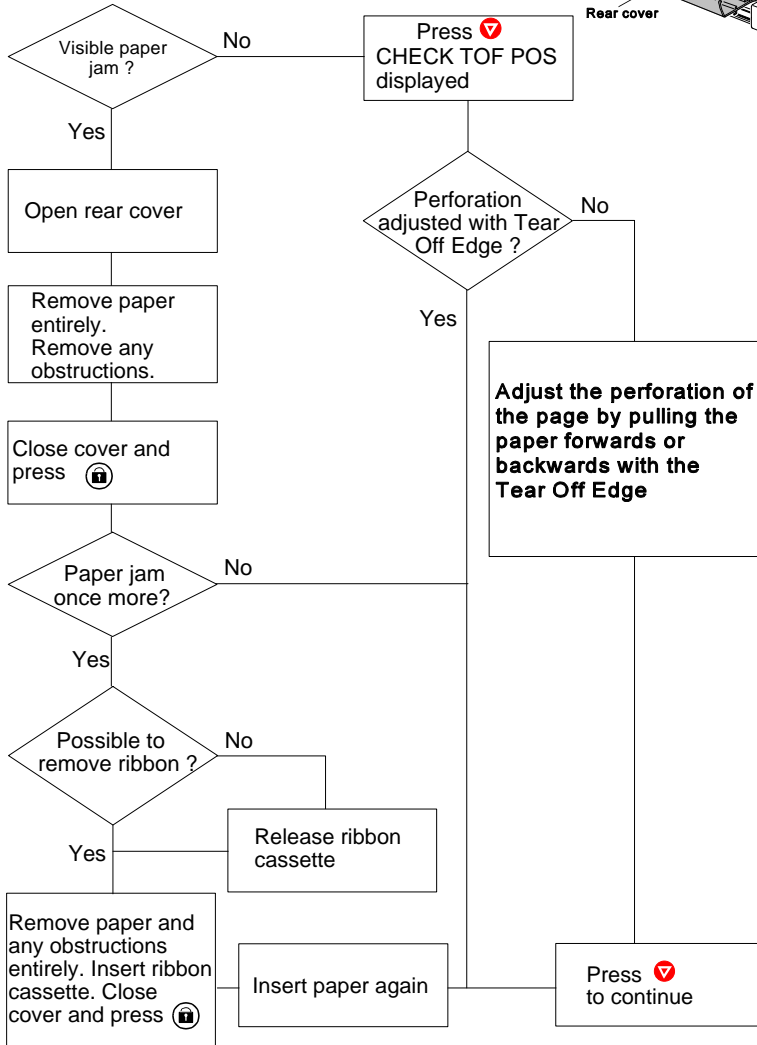 Rear cover
Visible paper
jam ?
No
Press
CHECK TOF POS
displayed
Yes
Open rear cover
Perforation
adjusted with Tear
Off Edge ?
No
Remove paper
entirely.
Remove any
obstructions.
Yes
Adjust the perforation of
the page by pulling the
paper forwards or
backwards with the
Tear Off Edge
Close cover and
press
Paper jam
once more?
No
Yes
Possible to
remove ribbon ?
No
Release ribbon
cassette
Yes
Remove paper and
any obstructions
entirely. Insert ribbon
cassette. Close
cover and press
Insert paper again
Press
to continue